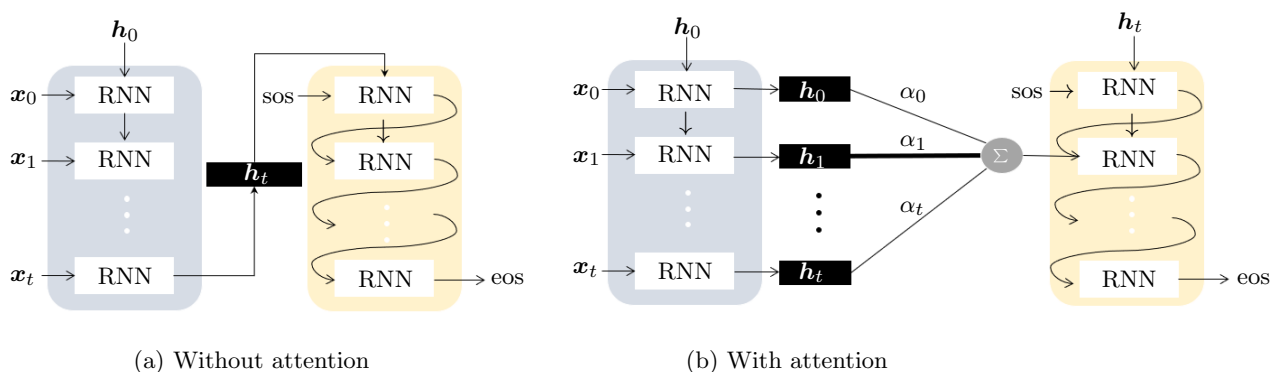 h₀
x₀ RNN
sos RNN
x₁ RNN
RNN
hₜ
xₜ RNN
RNN eos
(a) Without attention
h₀
hₜ
x₀ RNN h₀ α₀
sos RNN
x₁ RNN h₁ α₁ Σ RNN
αₜ
xₜ RNN hₜ
RNN eos
(b) With attention